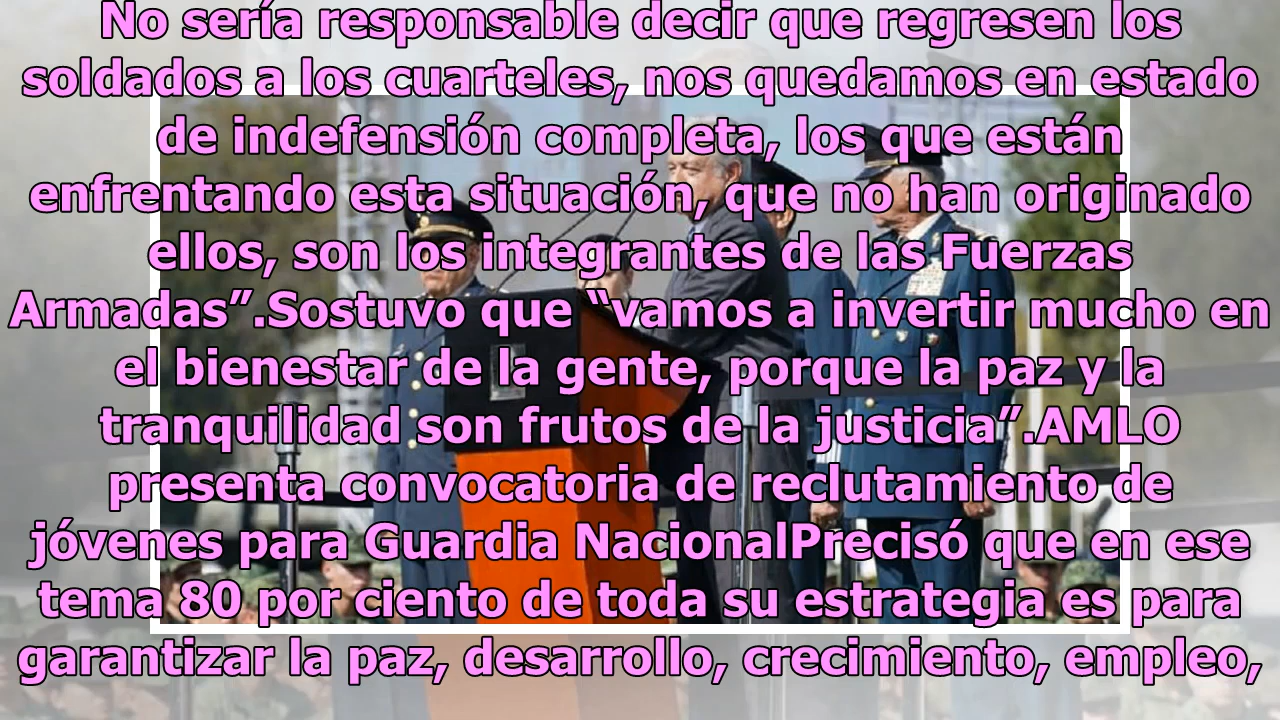 No sería responsable decir que regresen los
soldados a los cuarteles, nos quedamos en estado
de indefensión completa, los que están
enfrentando esta situación, que no han originado
ellos, son los integrantes de las Fuerzas
Armadas”.Sostuvo que “vamos a invertir mucho en
el bienestar de la gente, porque la paz y la
tranquilidad son frutos de la justicia”.AMLO
presenta convocatoria de reclutamiento de
jóvenes para Guardia NacionalPrecisó que en ese
tema 80 por ciento de toda su estrategia es para
garantizar la paz, desarrollo, crecimiento, empleo,